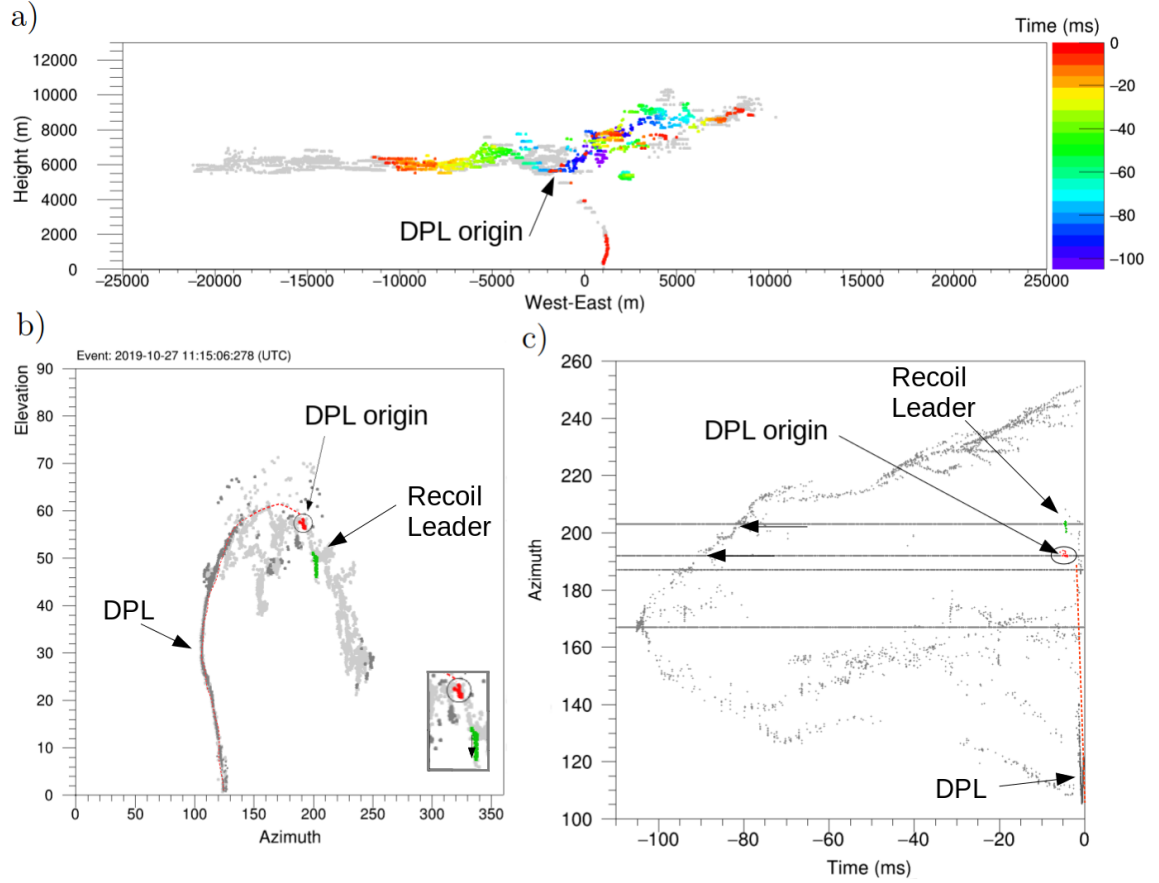 a)
Time (ms)
Height (m)
12000
10000
8000
6000
4000
2000
0
DPL origin
0
−20
−40
−60
−80
−100
−25000 −20000 −15000 −10000 −5000 0 5000 10000 15000 20000 25000
West-East (m)
b)
Event: 2019-10-27 11:15:06:278 (UTC)
Elevation
90
80
70
60
50
40
30
20
10
0
DPL origin
Recoil
Leader
DPL
0 50 100 150 200 250 300 350
Azimuth
c)
Azimuth
260
240
220
200
180
160
140
120
100
Recoil
Leader
DPL origin
DPL
−100 −80 −60 −40 −20 0
Time (ms)